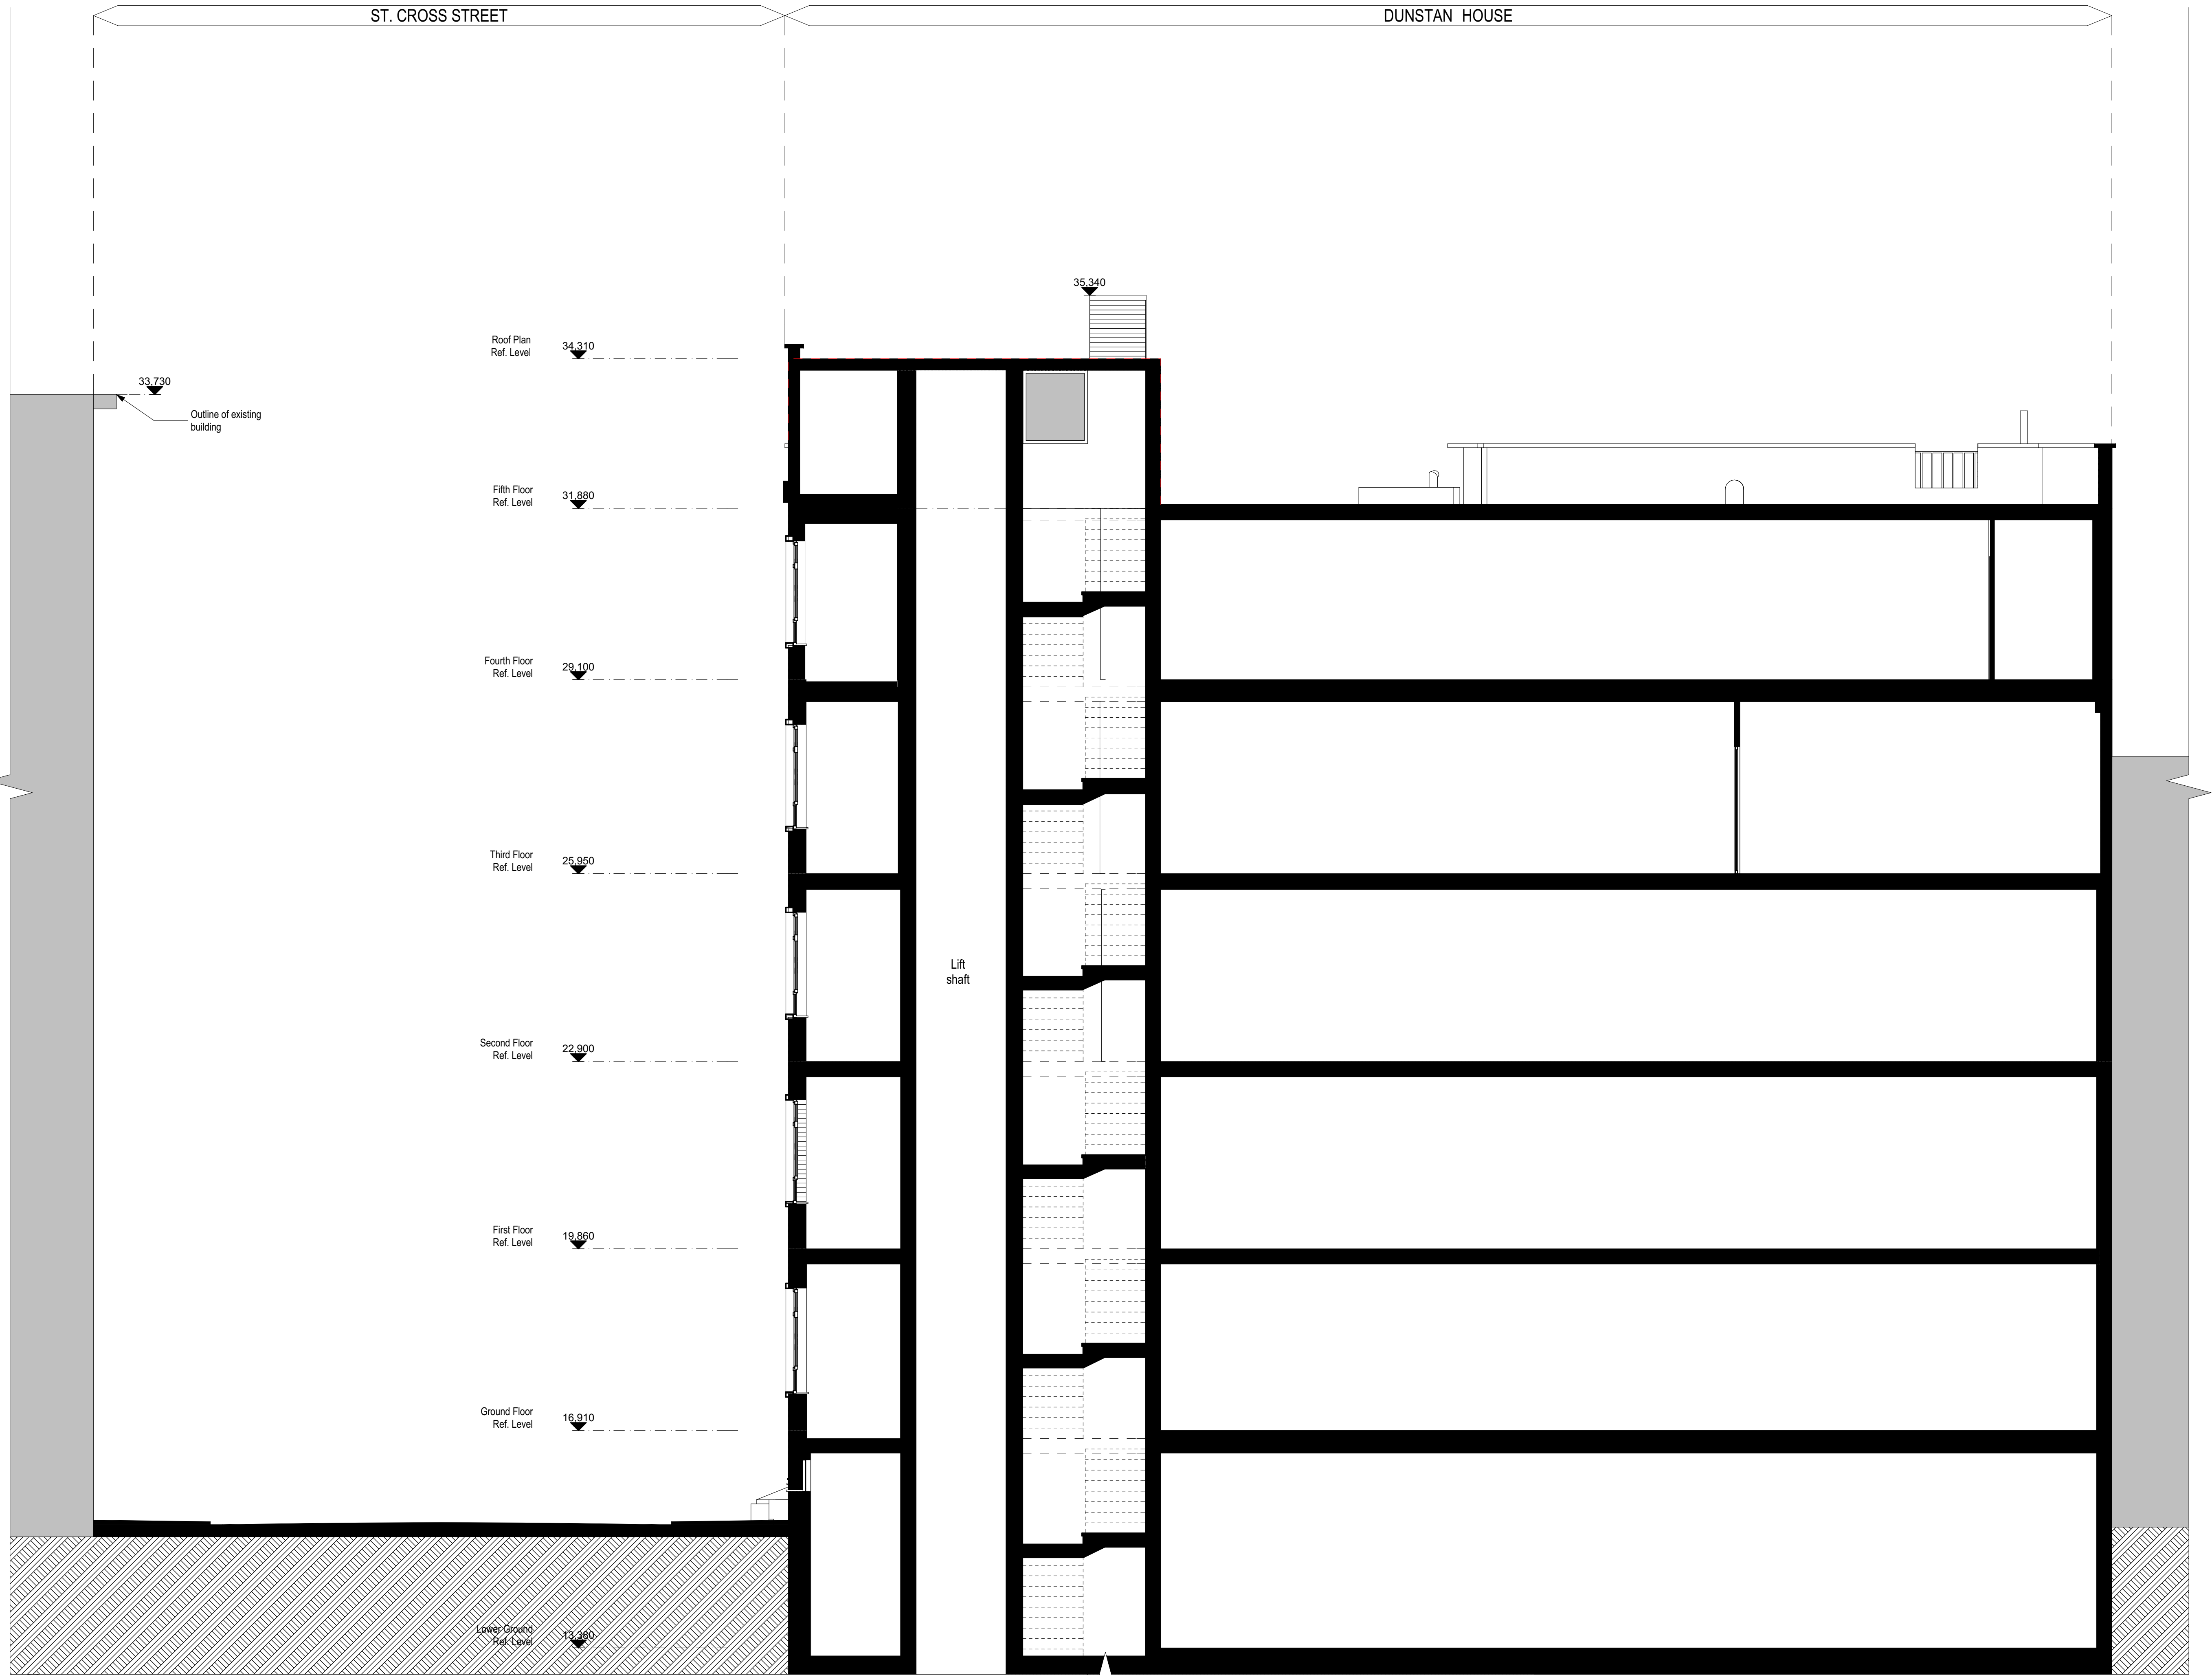 ST. CROSS STREET
DUNSTAN HOUSE
35,340
Roof Plan
Ref. Level
34,310
33,730
Outline of existing
building
Fifth Floor
Ref. Level
31,880
Fourth Floor
Ref. Level
29,100
Third Floor
Ref. Level
25,950
Lift
shaft
Second Floor
Ref. Level
22,900
First Floor
Ref. Level
19,860
Ground Floor
Ref. Level
16,910
Lower Ground
Ref. Level
13,380